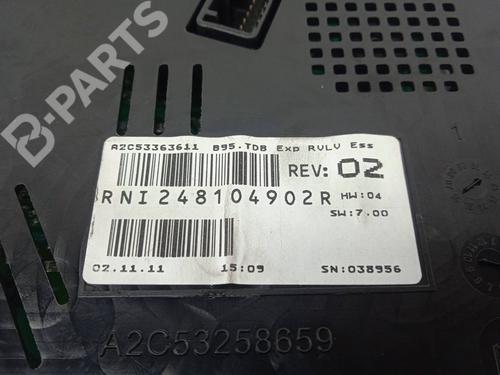 B-PARTS
A2C53363611 B95.TDB Exp RVLV Ess
REV: 02
RNI248104902R HW:04
SW:7.00
02.11.11 15:09 SN:038956
A2C53258659
1